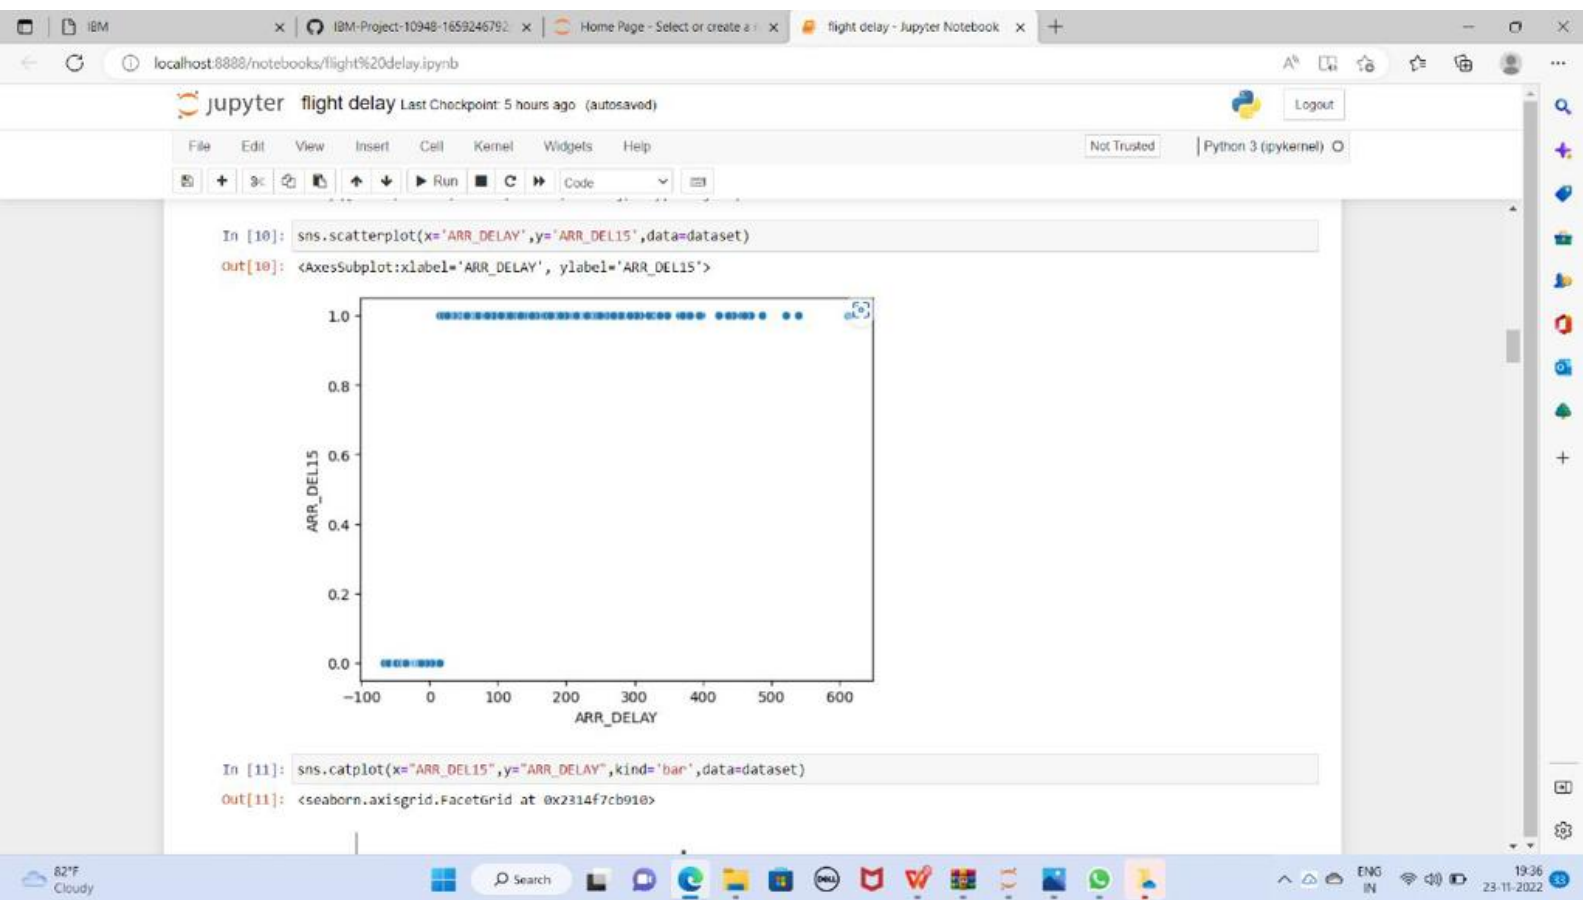 IBM
IBM-Project-10948-1659246792
Home Page - Select or create a
flight delay - Jupyter Notebook
localhost:8888/notebooks/flight%20delay.ipynb
jupyter flight delay Last Checkpoint: 5 hours ago (autosaved)
Logout
File Edit View Insert Cell Kernel Widgets Help
Not Trusted
Python 3 (ipykernel)
Run
Code
In [10]: sns.scatterplot(x='ARR_DELAY',y='ARR_DEL15',data=dataset)
Out[10]: <AxesSubplot:xlabel='ARR_DELAY', ylabel='ARR_DEL15'>
1.0
0.8
0.6
0.4
0.2
0.0
ARR_DEL15
−100 0 100 200 300 400 500 600
ARR_DELAY
In [11]: sns.catplot(x="ARR_DEL15",y="ARR_DELAY",kind='bar',data=dataset)
Out[11]: <seaborn.axisgrid.FacetGrid at 0x2314f7cb910>
82°F
Cloudy
Search
DELL
ENG
IN
19:36
23-11-2022
33